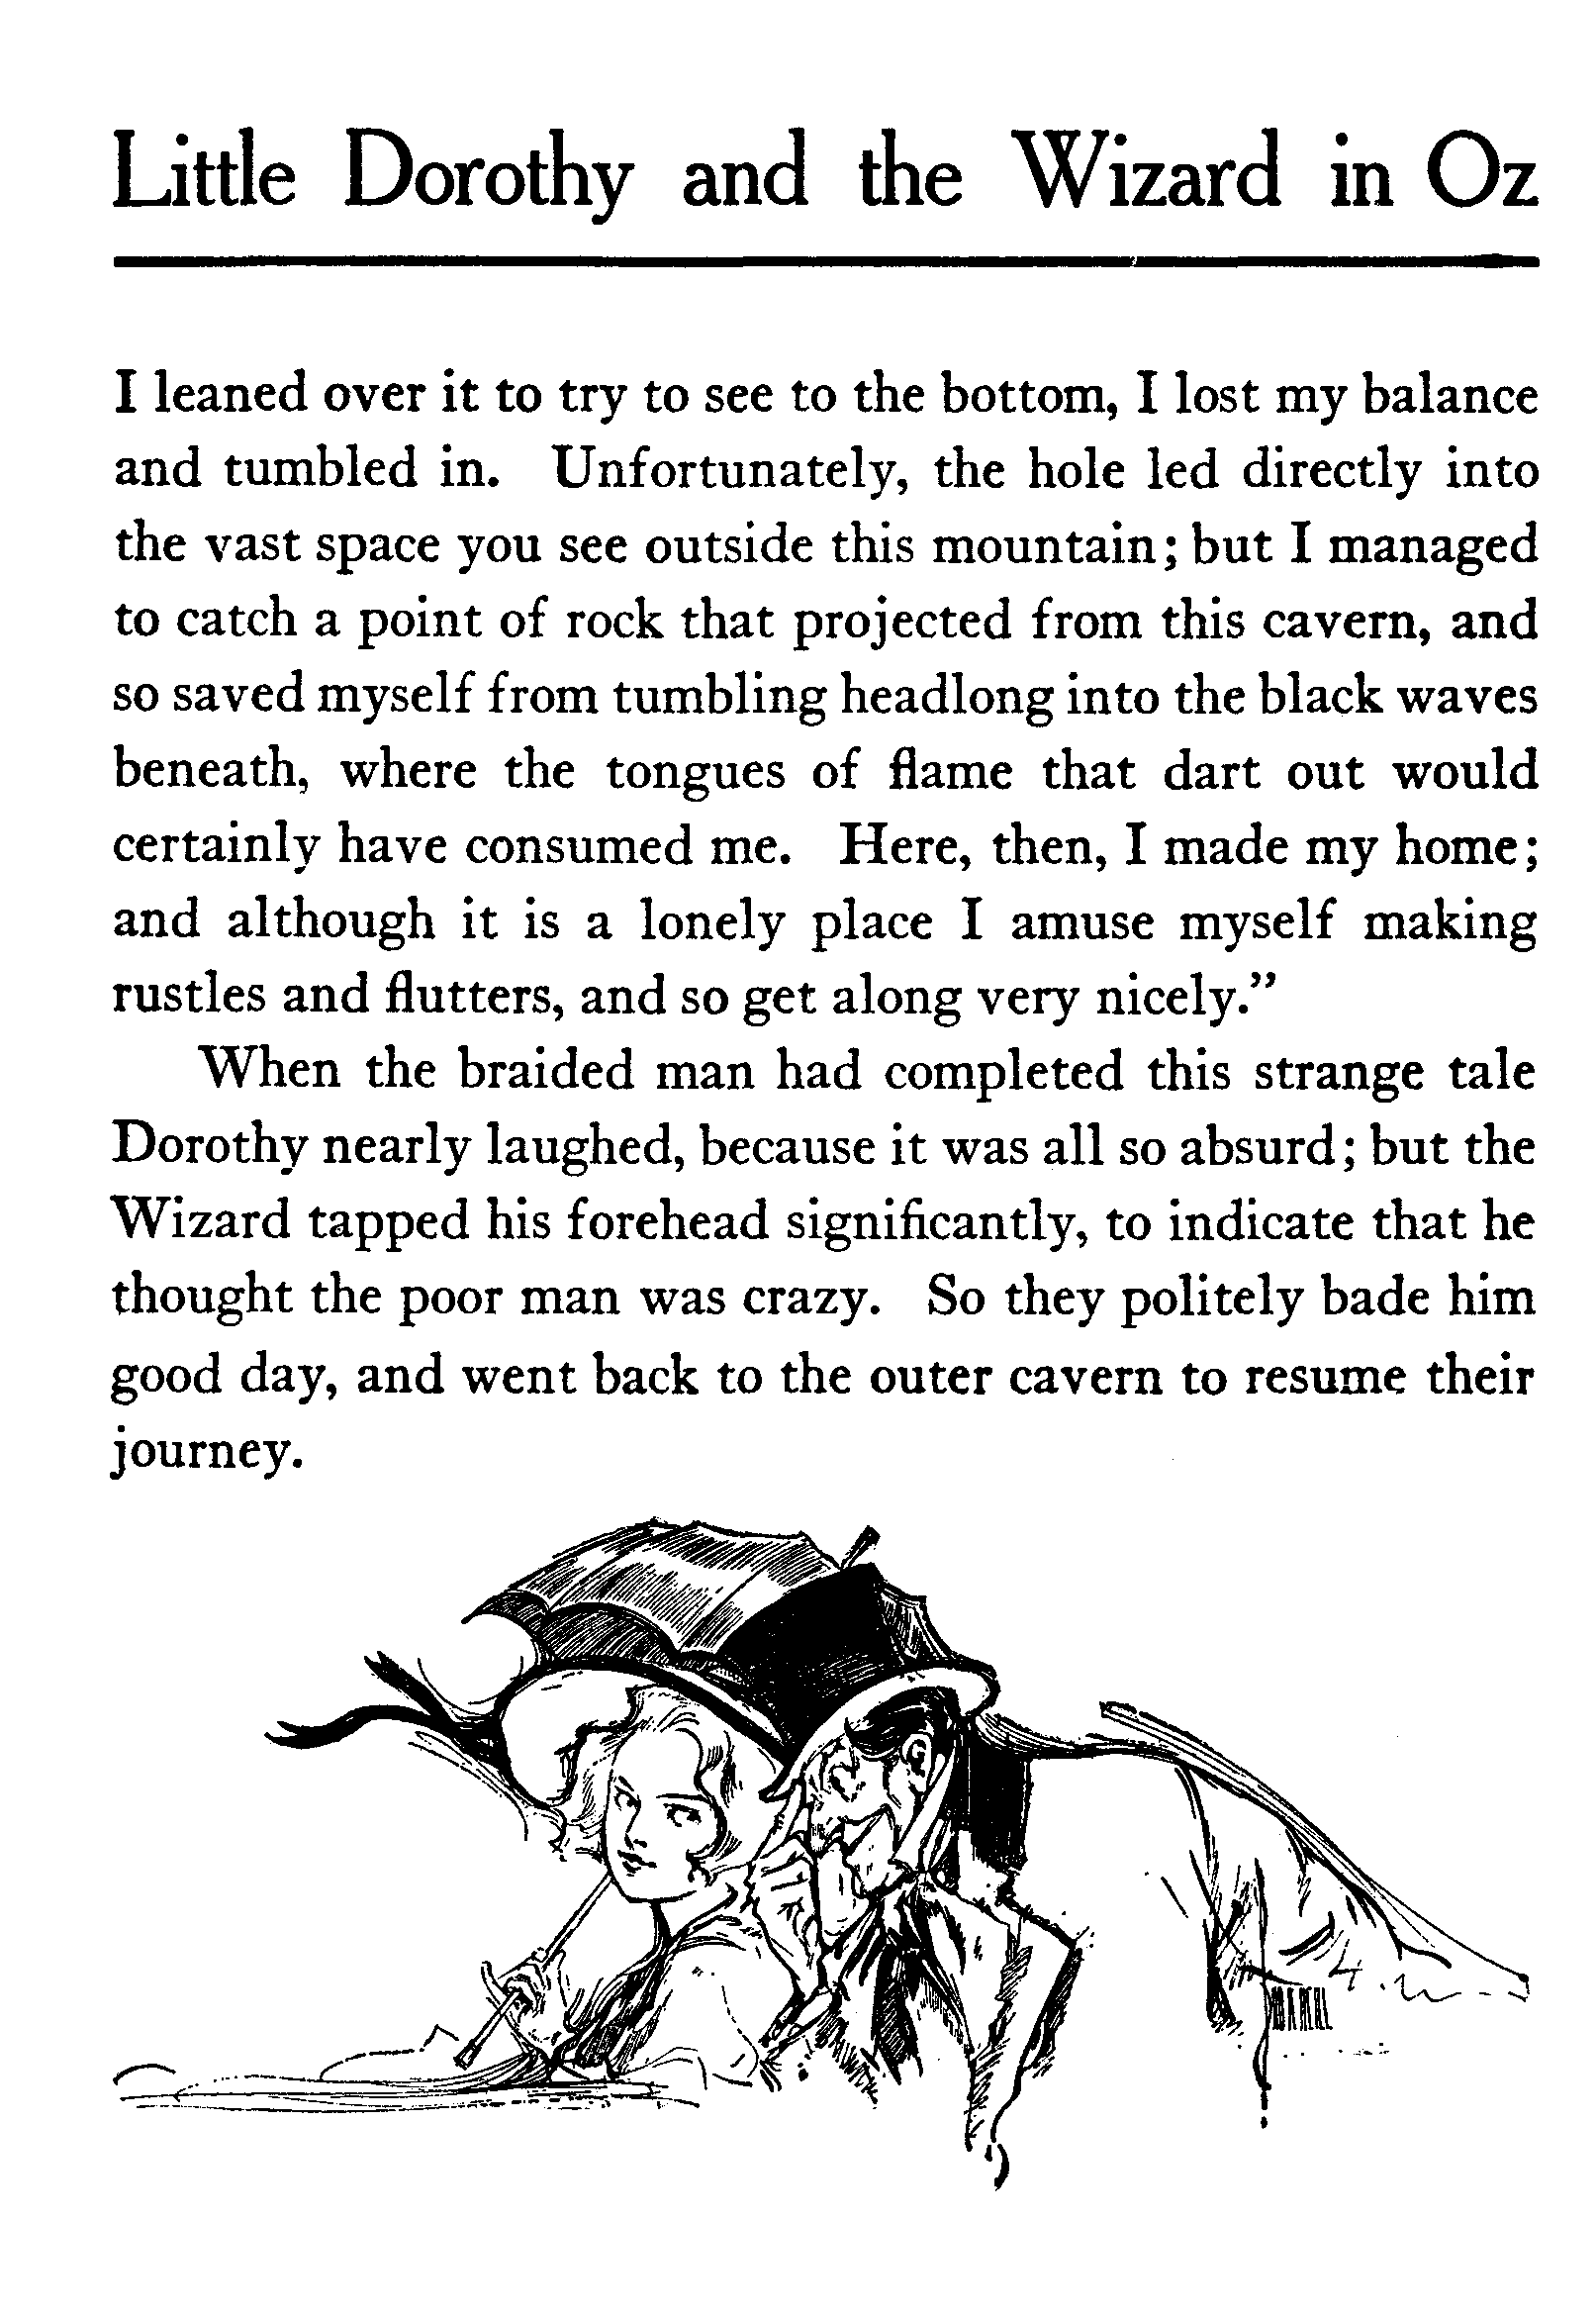 Little Dorothy and the Wizard in Oz
I leaned over it to try to see to the bottom, I lost my balance
and tumbled in. Unfortunately, the hole led directly into
the vast space you see outside this mountain; but I managed
to catch a point of rock that projected from this cavern, and
so saved myself from tumbling headlong into the black waves
beneath, where the tongues of flame that dart out would
certainly have consumed me. Here, then, I made my home;
and although it is a lonely place I amuse myself making
rustles and flutters, and so get along very nicely.”
When the braided man had completed this strange tale
Dorothy nearly laughed, because it was all so absurd; but the
Wizard tapped his forehead significantly, to indicate that he
thought the poor man was crazy. So they politely bade him
good day, and went back to the outer cavern to resume their
journey.